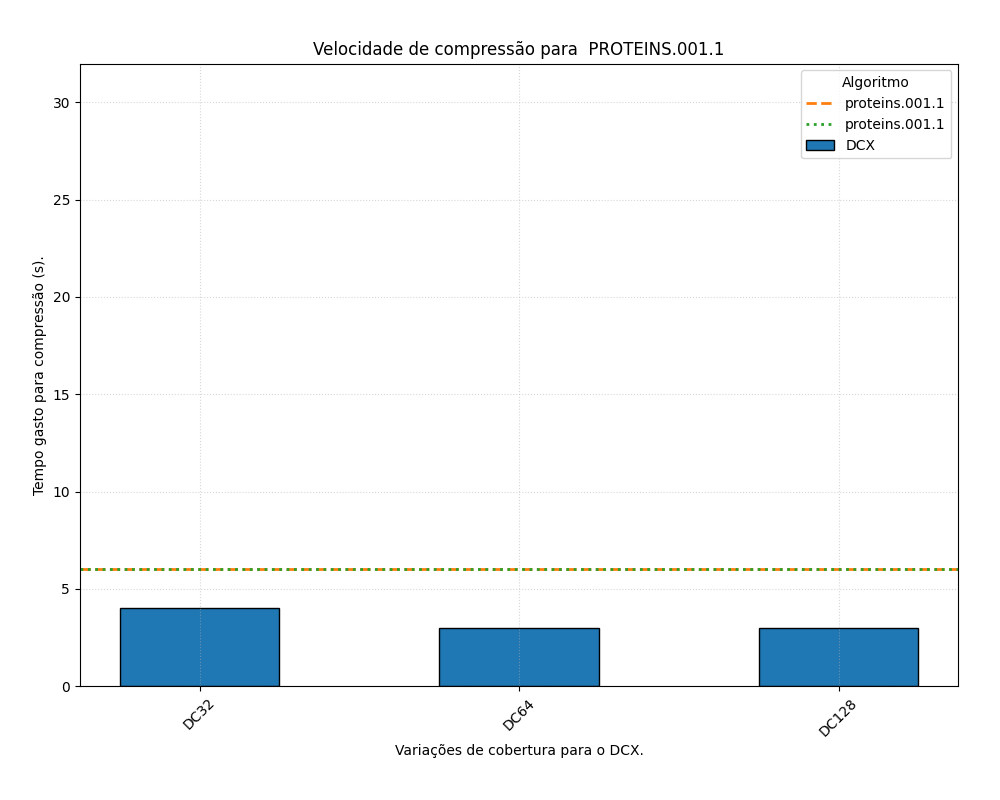 Velocidade de compressão para  PROTEINS.001.1
Algoritmo
proteins.001.1
proteins.001.1
DCX
Tempo gasto para compressão (s).
30
25
20
15
10
5
0
DC32
DC64
DC128
Variações de cobertura para o DCX.